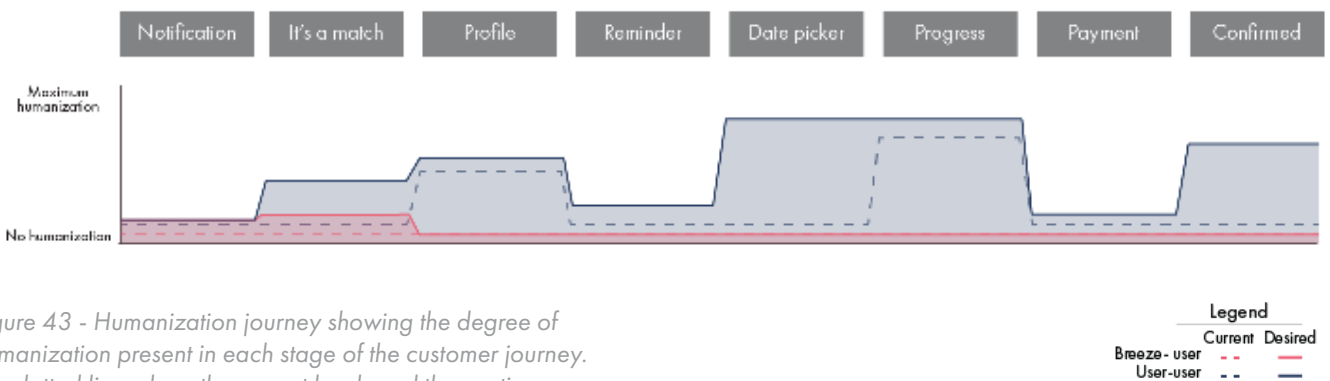 Notification It's a match Profile Reminder Date picker Progress Payment Confirmed
Maximum
humanization
No humanization
gure 43 - Humanization journey showing the degree of
manization present in each stage of the customer journey.
Legend
Current Desired
Breeze- user
User-user